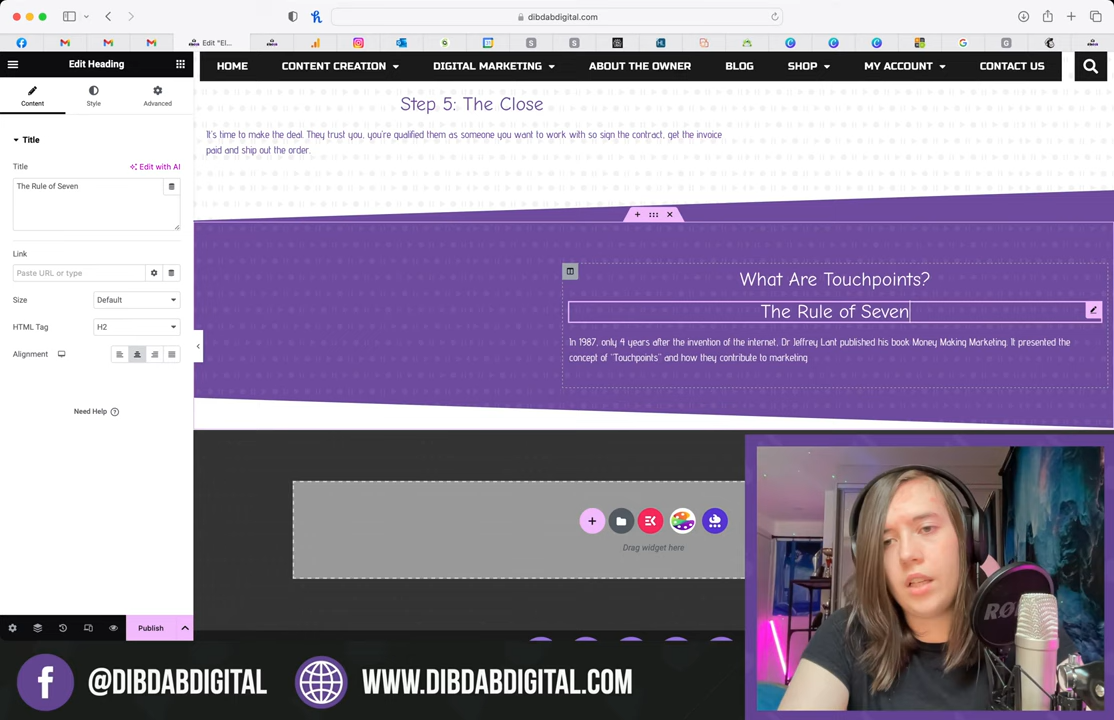 dibdabdigital.com
Edit "El...
Edit Heading
HOME
CONTENT CREATION
DIGITAL MARKETING
ABOUT THE OWNER
BLOG
SHOP
MY ACCOUNT
CONTACT US
Content
Style
Advanced
Title
Title
Edit with AI
The Rule of Seven
Link
Paste URL or type
Size
Default
HTML Tag
H2
Alignment
Need Help
Publish
Step 5: The Close
It's time to make the deal. They trust you, you're qualified them as someone you want to work with so sign the contract, get the invoice
paid and ship out the order.
What Are Touchpoints?
The Rule of Seven
In 1987, only 4 years after the invention of the internet, Dr Jeffrey Lant published his book Money Making Marketing. It presented the
concept of "Touchpoints" and how they contribute to marketing
Drag widget here
RØDE
@DIBDABDIGITAL
WWW.DIBDABDIGITAL.COM